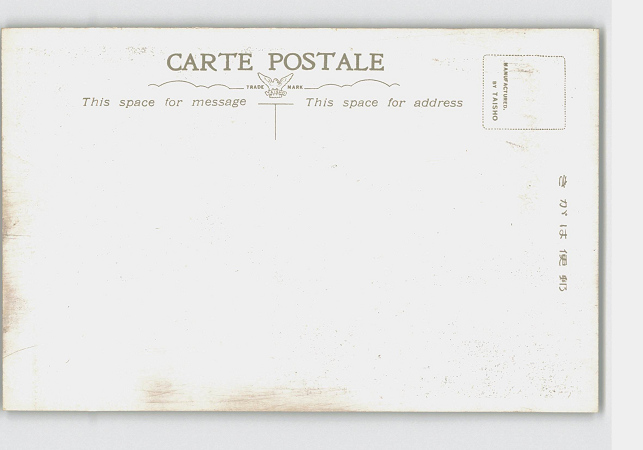 CARTE POSTALE
TRADE MARK
This space for message
This space for address
MANUFACTURED.
BY TAISHO
きがは便郵